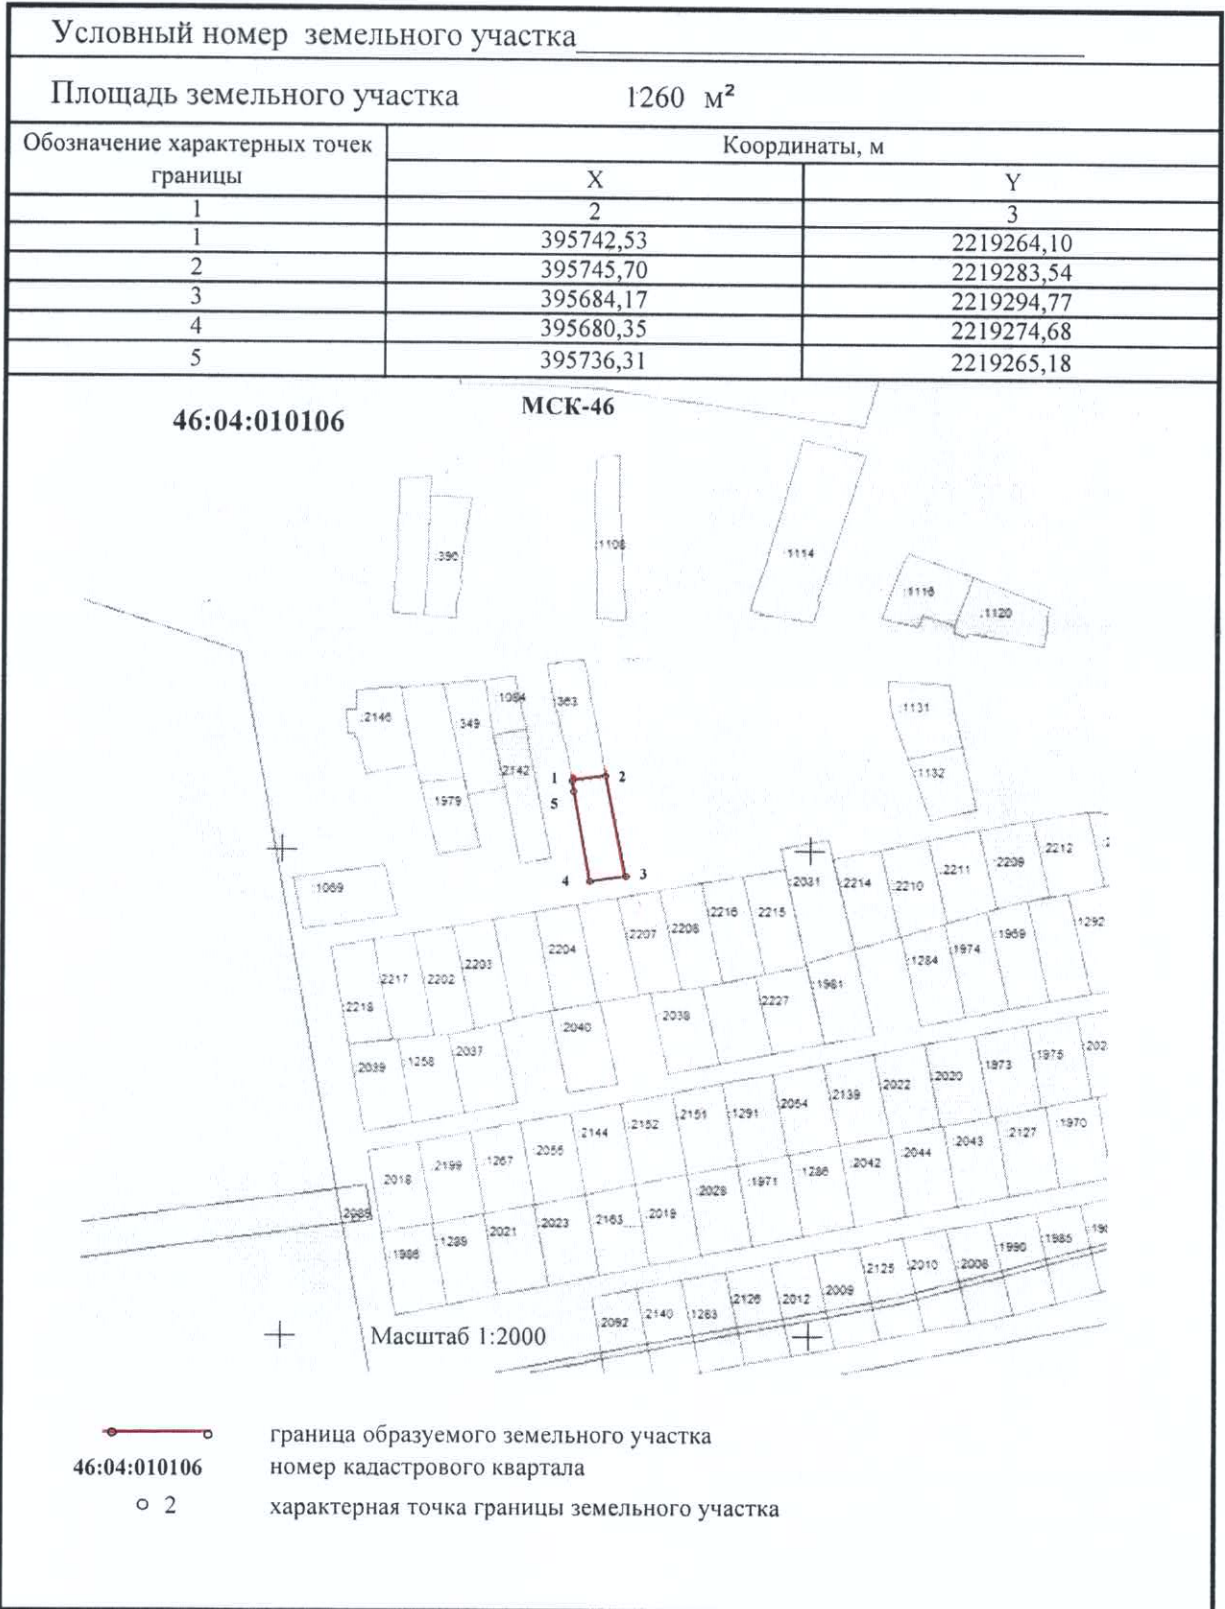 Условный номер земельного участка
Площадь земельного участка 1260 м²
Обозначение характерных точек границы Координаты, м
X Y
1 2 3
1 395742,53 2219264,10
2 395745,70 2219283,54
3 395684,17 2219294,77
4 395680,35 2219274,68
5 395736,31 2219265,18
46:04:010106 МСК-46
:390 :1108 :1114
:1116 :1120
:2146 349 :1984 :363 :1131
:2142 :1132
1979
1 2
5
4 3
:1069
:2031 :2214 :2210 :2211 :2209 :2212
:2218 :2217 :2202 :2203 :2204 :2207 :2208 :2216 :2215
:1284 :1974 :1969 :1292
:2039 :1258 :2037 :2040 :2038 :2227 :1981
:2018 :2199 :1267 :2055 :2144 :2152 :2151 :1291 :2054 :2139 :2022 :2020 :1973 :1975
:1986 :1289 :2021 :2023 :2163 :2019 :2028 :1971 :1286 :2042 :2044 :2043 :2127 :1970
:2092 :2140 :1283 :2126 :2012 :2009 :2125 :2010 :2008 :1990 :1985
Масштаб 1:2000
граница образуемого земельного участка
46:04:010106 номер кадастрового квартала
2 характерная точка границы земельного участка